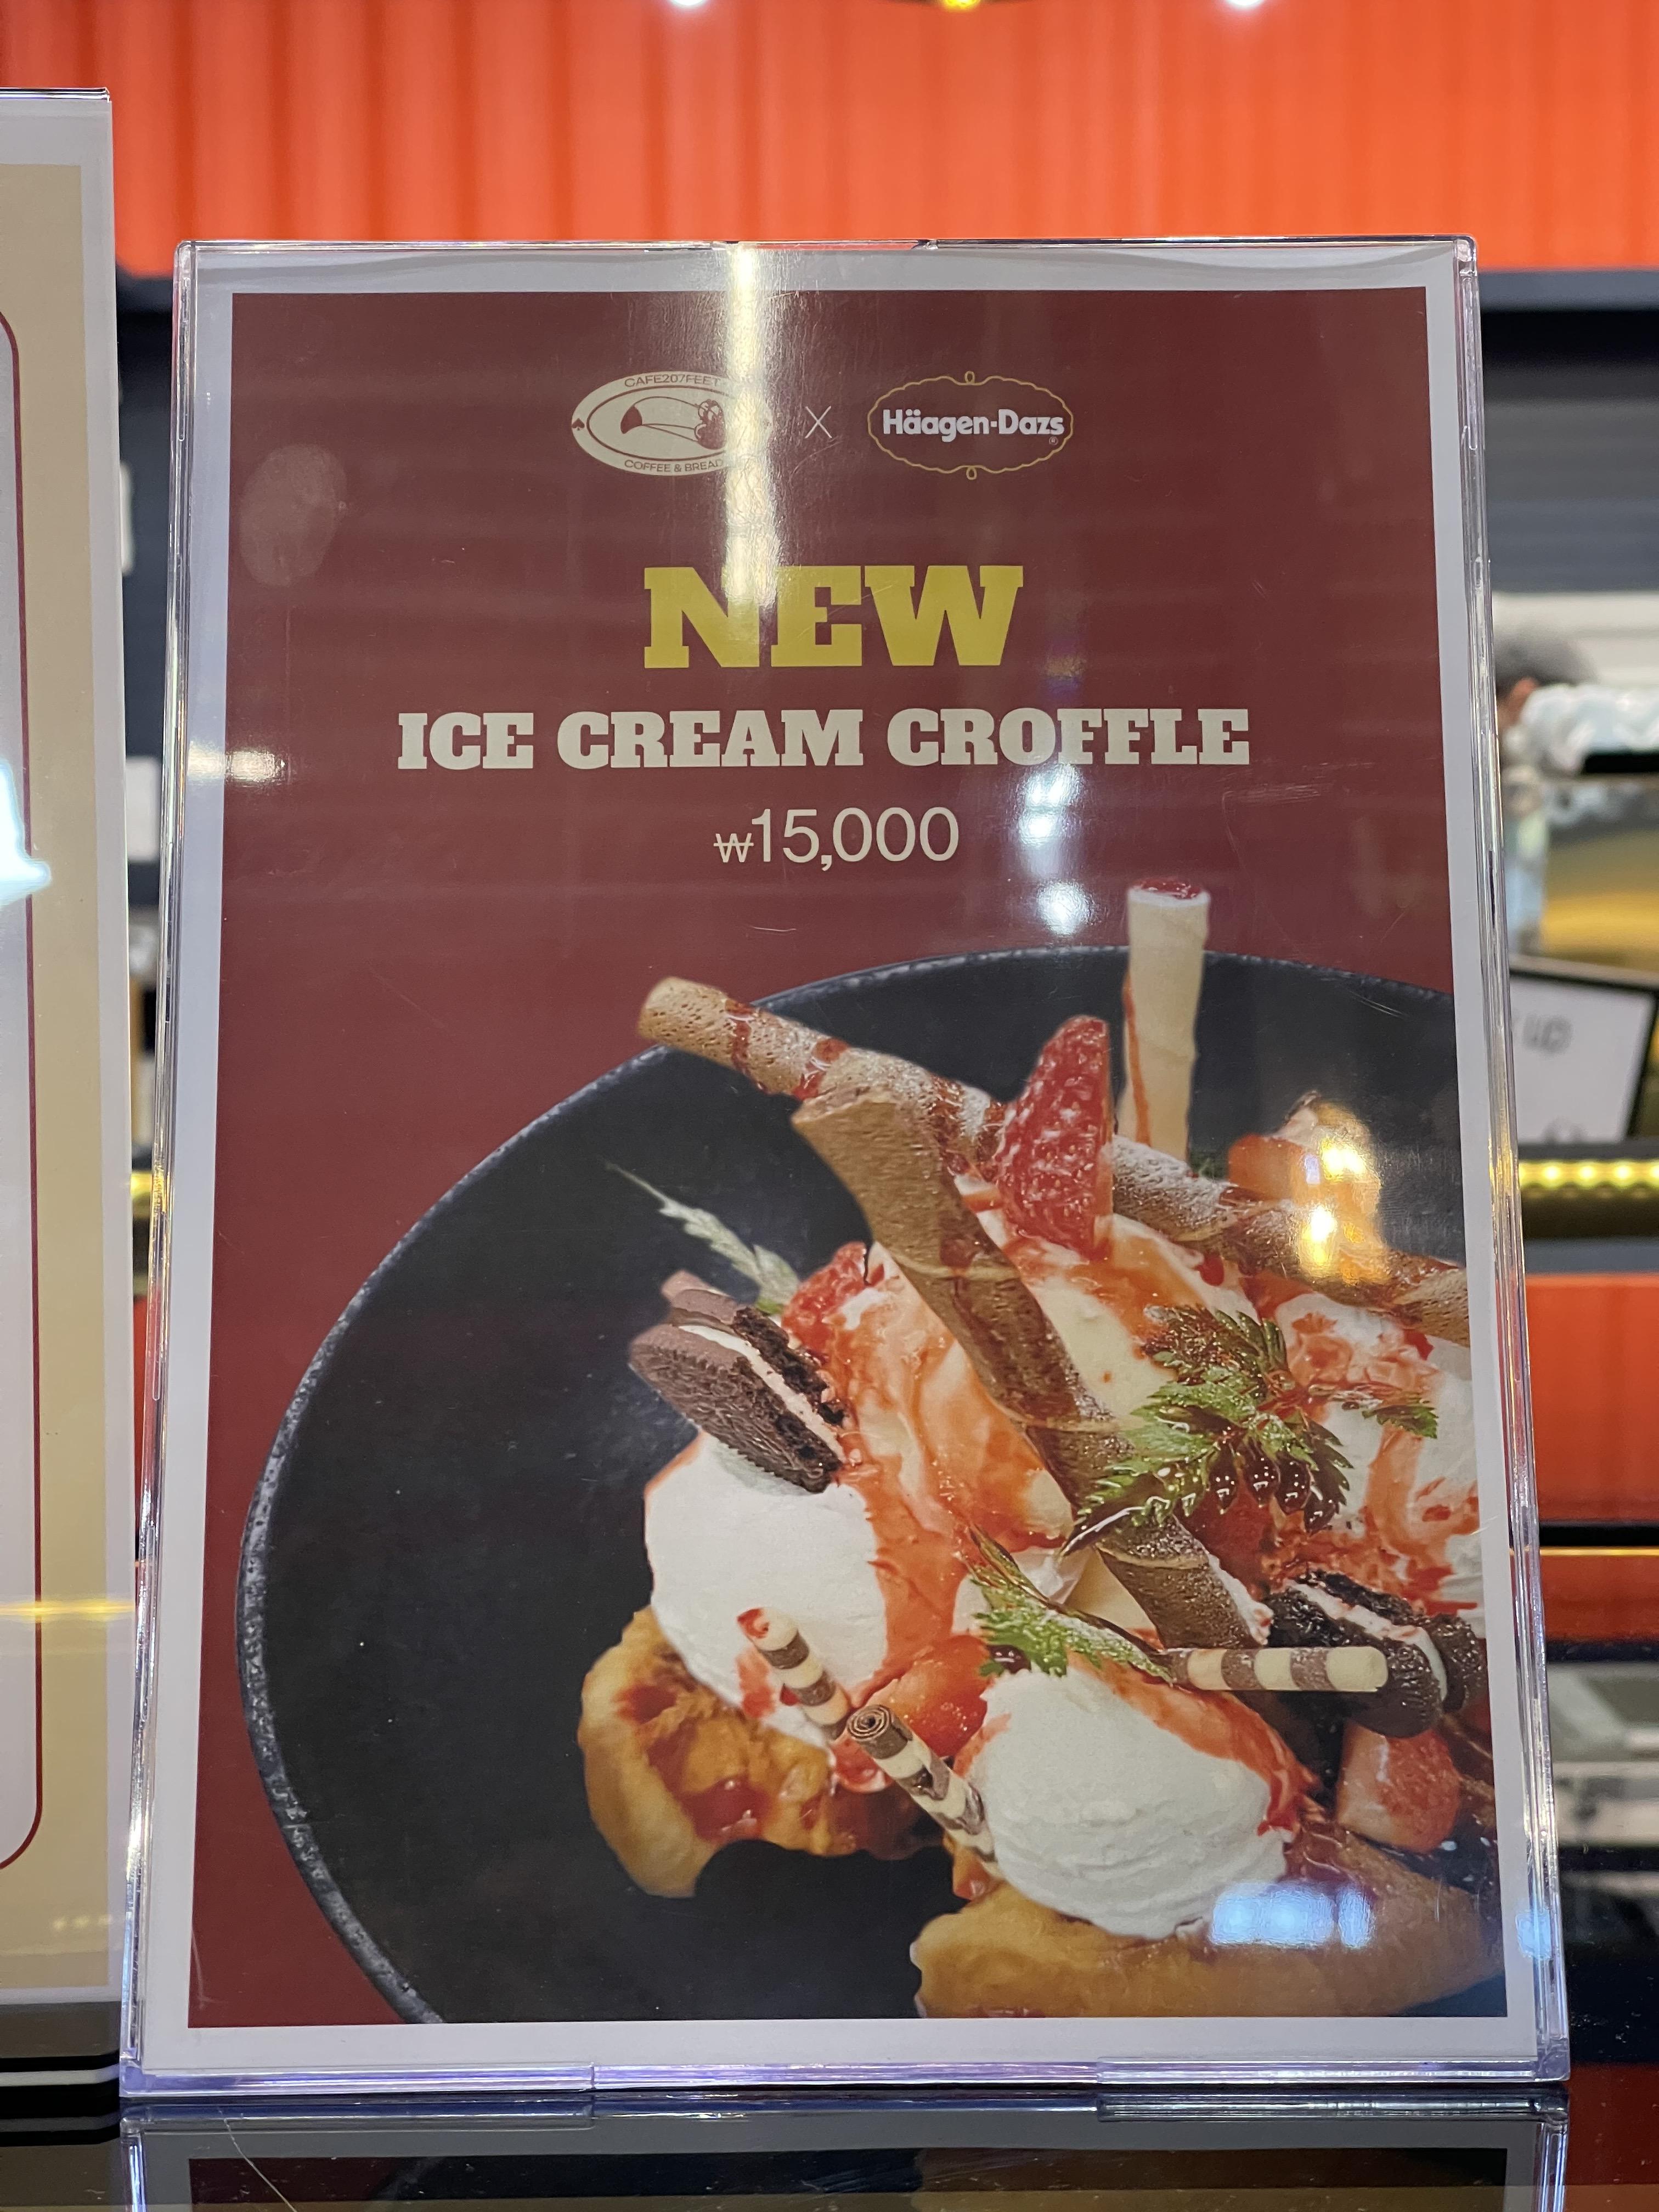 CAFE207FEET
COFFEE & BREAD
X
Häagen-Dazs
NEW
ICE CREAM CROFFLE
₩15,000